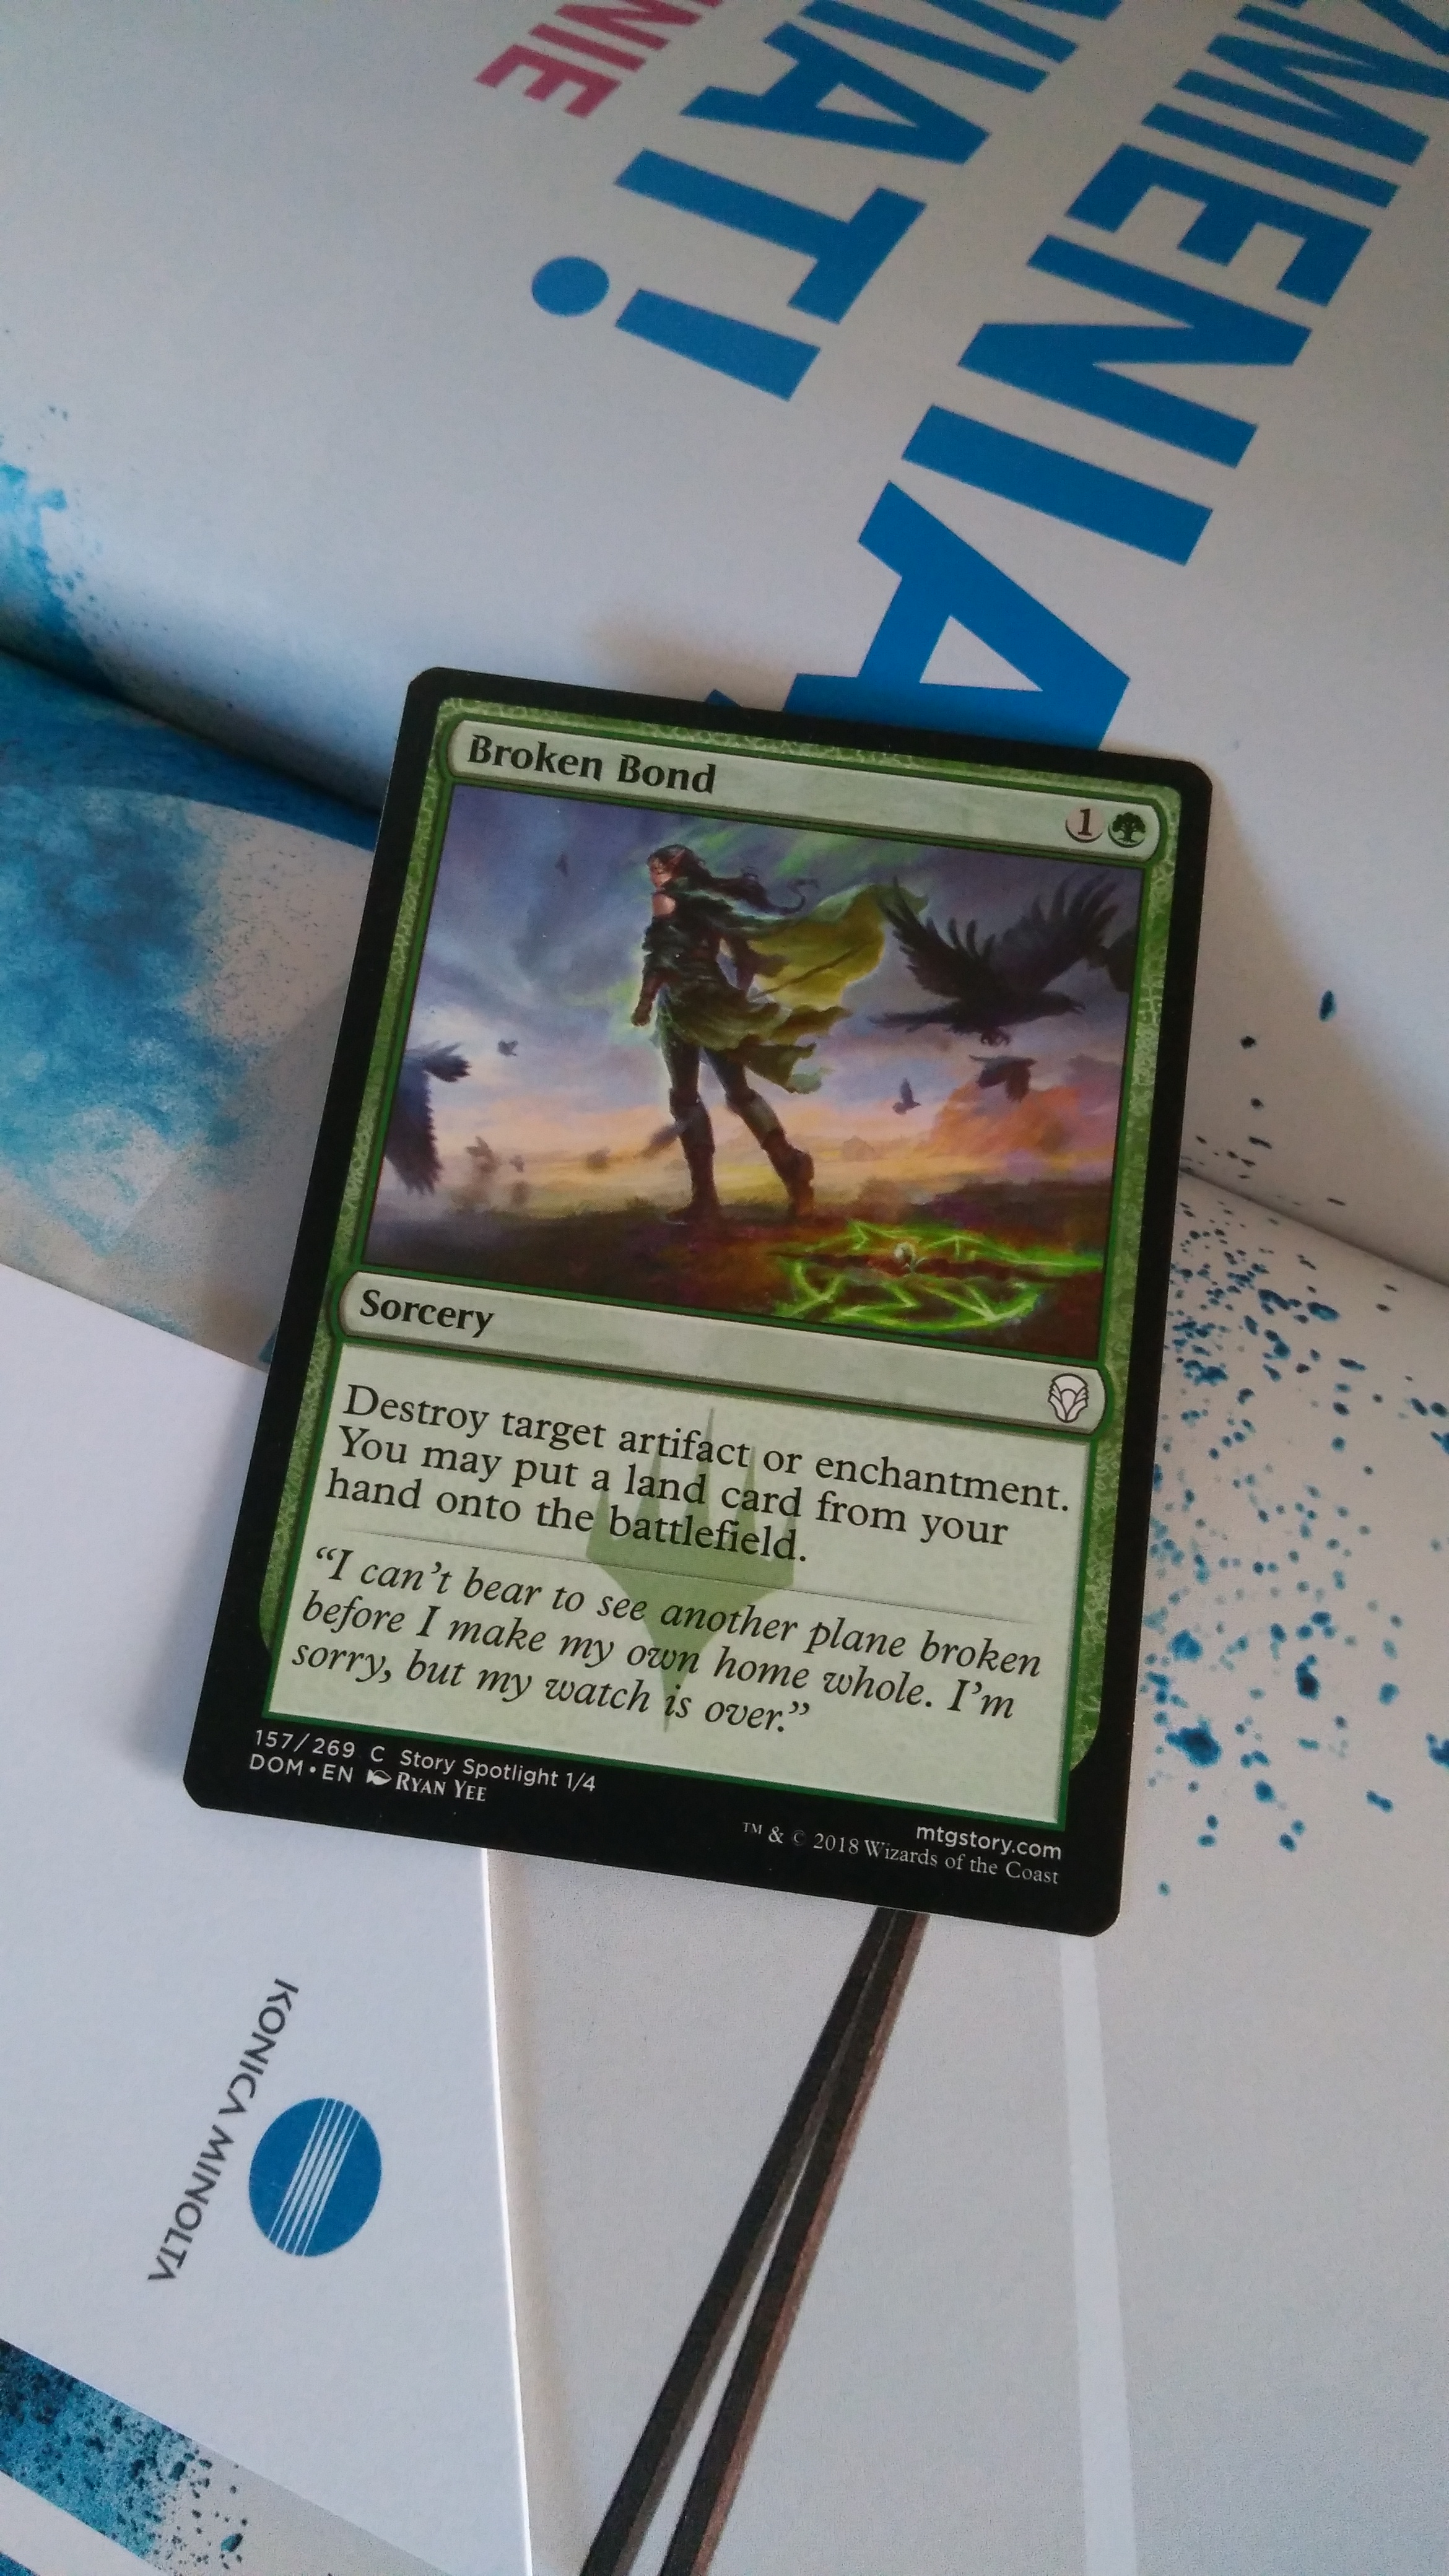 NIE
IAT!
MIENIA
Broken Bond
1
Sorcery
Destroy target artifact or enchantment.
You may put a land card from your
hand onto the battlefield.
“I can’t bear to see another plane broken
before I make my own home whole. I’m
sorry, but my watch is over.”
157/269 C Story Spotlight 1/4
DOM • EN RYAN YEE
mtgstory.com
™ & © 2018 Wizards of the Coast
KONICA MINOLTA